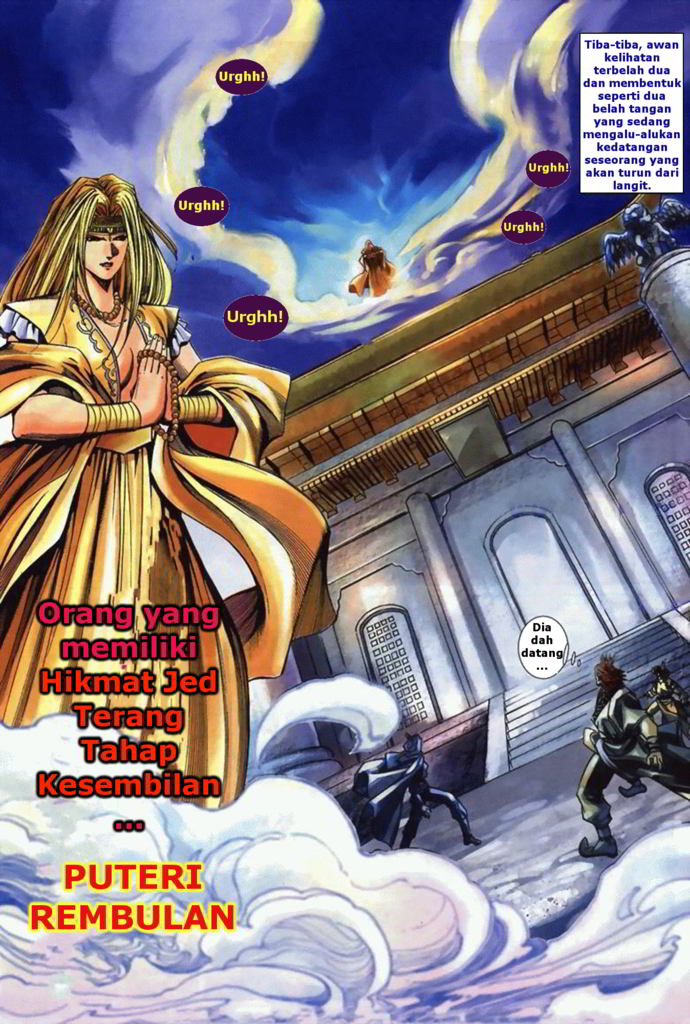 Tiba-tiba, awan
kelihatan
terbelah dua
dan membentuk
seperti dua
belah tangan
yang sedang
mengalu-alukan
kedatangan
seseorang yang
akan turun dari
langit.
Urghh!
Urghh!
Urghh!
Urghh!
Urghh!
Orang yang
memiliki
Hikmat Jed
Terang
Tahap
Kesembilan
...
PUTERI
REMBULAN
Dia
dah
datang
...